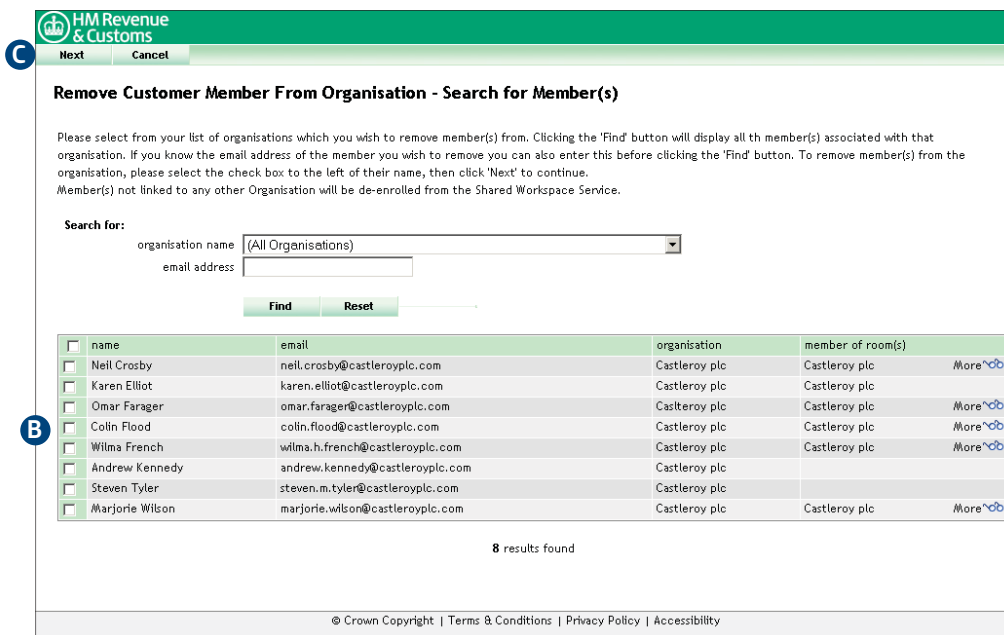 HM Revenue
& Customs
C
Next Cancel
Remove Customer Member From Organisation - Search for Member(s)
Please select from your list of organisations which you wish to remove member(s) from. Clicking the 'Find' button will display all th member(s) associated with that
organisation. If you know the email address of the member you wish to remove you can also enter this before clicking the 'Find' button. To remove member(s) from the
organisation, please select the check box to the left of their name, then click 'Next' to continue.
Member(s) not linked to any other Organisation will be de-enrolled from the Shared Workspace Service.
Search for:
organisation name (All Organisations)
email address
Find Reset
name email organisation member of room(s)
Neil Crosby neil.crosby@castleroyplc.com Castleroy plc Castleroy plc More
Karen Elliot karen.elliot@castleroyplc.com Castleroy plc
Omar Farager omar.farager@castleroyplc.com Caslteroy plc Castleroy plc More
B
Colin Flood colin.flood@castleroyplc.com Castleroy plc Castleroy plc More
Wilma French wilma.h.french@castleroyplc.com Castleroy plc Castleroy plc More
Andrew Kennedy andrew.kennedy@castleroyplc.com Castleroy plc
Steven Tyler steven.m.tyler@castleroyplc.com Castleroy plc
Marjorie Wilson marjorie.wilson@castleroyplc.com Castleroy plc Castleroy plc More
8 results found
© Crown Copyright | Terms & Conditions | Privacy Policy | Accessibility